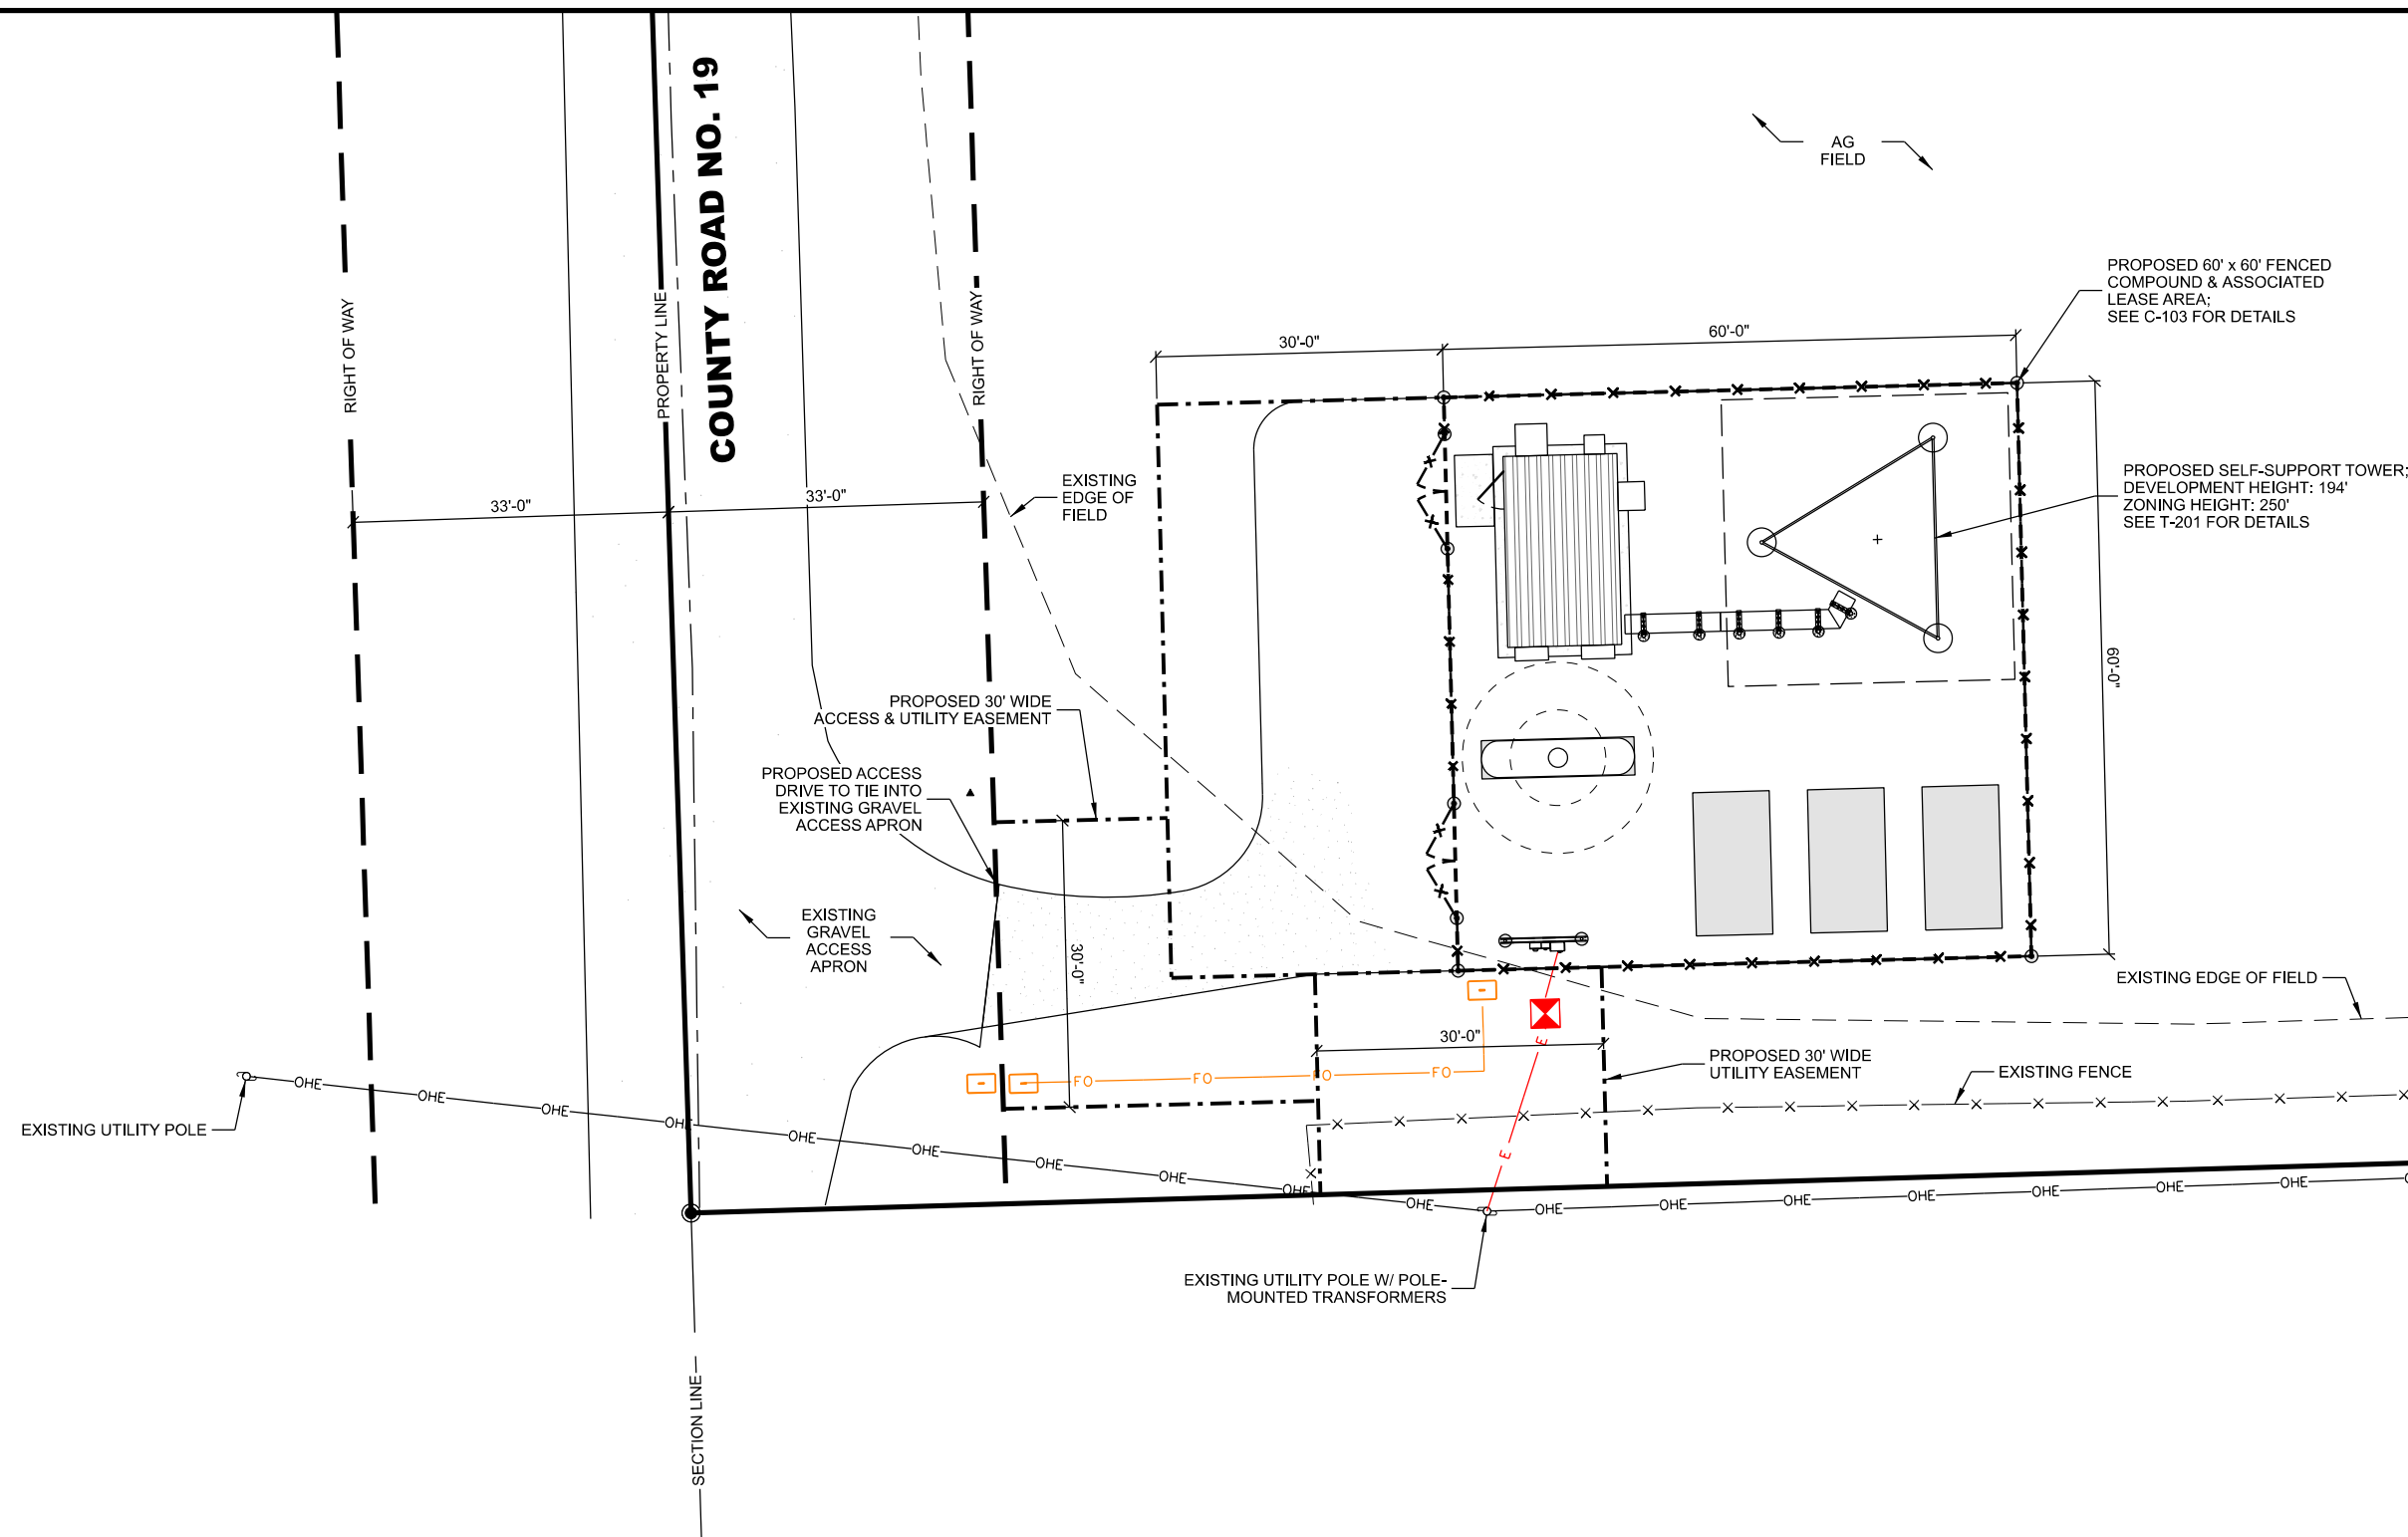 COUNTY ROAD NO. 19
RIGHT OF WAY
PROPERTY LINE
RIGHT OF WAY
AG
FIELD
PROPOSED 60' x 60' FENCED
COMPOUND & ASSOCIATED
LEASE AREA;
SEE C-103 FOR DETAILS
30'-0"
60'-0"
33'-0"
33'-0"
EXISTING
EDGE OF
FIELD
PROPOSED SELF-SUPPORT TOWER;
DEVELOPMENT HEIGHT: 194'
ZONING HEIGHT: 250'
SEE T-201 FOR DETAILS
60'-0"
PROPOSED 30' WIDE
ACCESS & UTILITY EASEMENT
PROPOSED ACCESS
DRIVE TO TIE INTO
EXISTING GRAVEL
ACCESS APRON
EXISTING
GRAVEL
ACCESS
APRON
30'-0"
EXISTING EDGE OF FIELD
30'-0"
E
PROPOSED 30' WIDE
UTILITY EASEMENT
EXISTING FENCE
FO FO FO FO
E
EXISTING UTILITY POLE
OHE OHE OHE OHE OHE OHE OHE OHE OHE OHE
OHE OHE OHE OHE OHE OHE OHE
EXISTING UTILITY POLE W/ POLE-
MOUNTED TRANSFORMERS
SECTION LINE